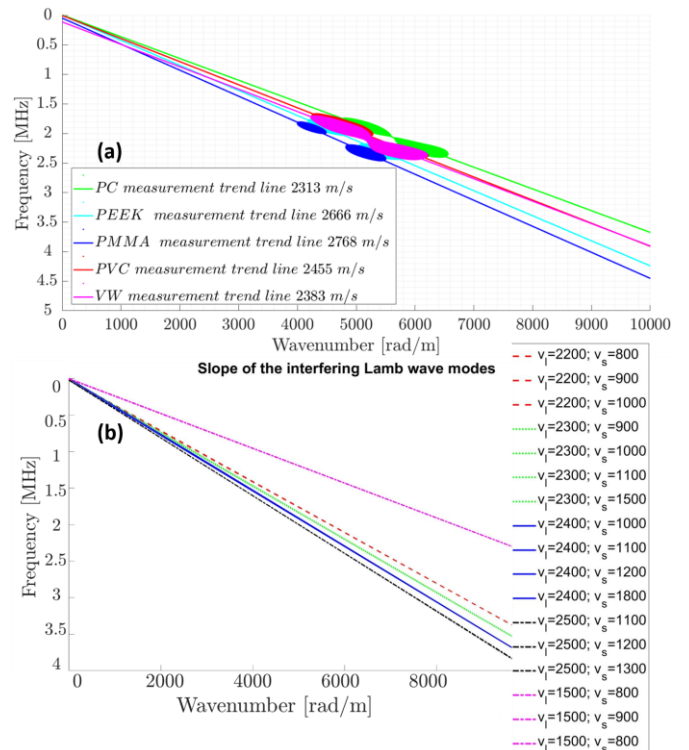 0
0.5
1
1.5
2
2.5
3
3.5
4
4.5
5
Frequency [MHz]
(a)
PC measurement trend line 2313 m/s
PEEK measurement trend line 2666 m/s
PMMA measurement trend line 2768 m/s
PVC measurement trend line 2455 m/s
VW measurement trend line 2383 m/s
0 1000 2000 3000 4000 5000 6000 7000 8000 9000 10000
Wavenumber [rad/m]
Slope of the interfering Lamb wave modes
0
0.5
1
1.5
2
2.5
3
3.5
4
Frequency [MHz]
(b)
2000 4000 6000 8000
Wavenumber [rad/m]
v_l=2200; v_s=800
v_l=2200; v_s=900
v_l=2200; v_s=1000
v_l=2300; v_s=900
v_l=2300; v_s=1000
v_l=2300; v_s=1100
v_l=2300; v_s=1500
v_l=2400; v_s=1000
v_l=2400; v_s=1100
v_l=2400; v_s=1200
v_l=2400; v_s=1800
v_l=2500; v_s=1100
v_l=2500; v_s=1200
v_l=2500; v_s=1300
v_l=1500; v_s=800
v_l=1500; v_s=900
v_l=1500; v_s=800